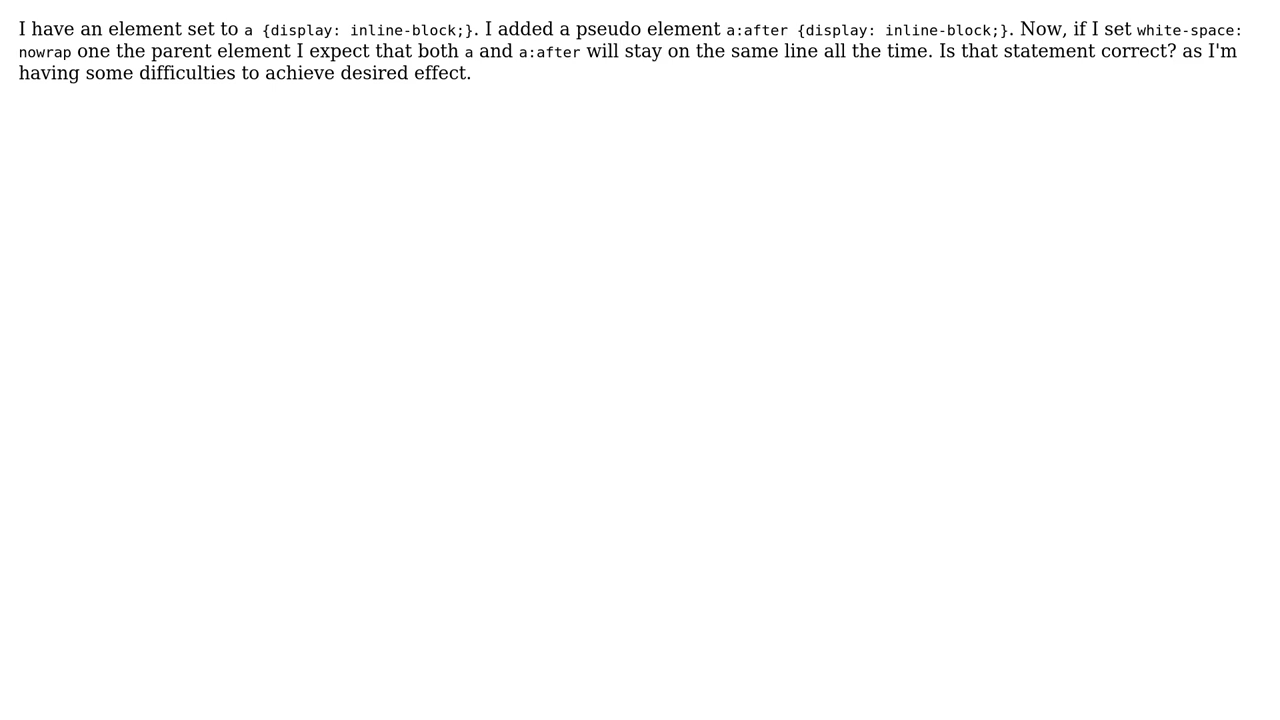 I have an element set to a {display: inline-block;}. I added a pseudo element a:after {display: inline-block;}. Now, if I set white-space:
nowrap one the parent element I expect that both a and a:after will stay on the same line all the time. Is that statement correct? as I'm
having some difficulties to achieve desired effect.